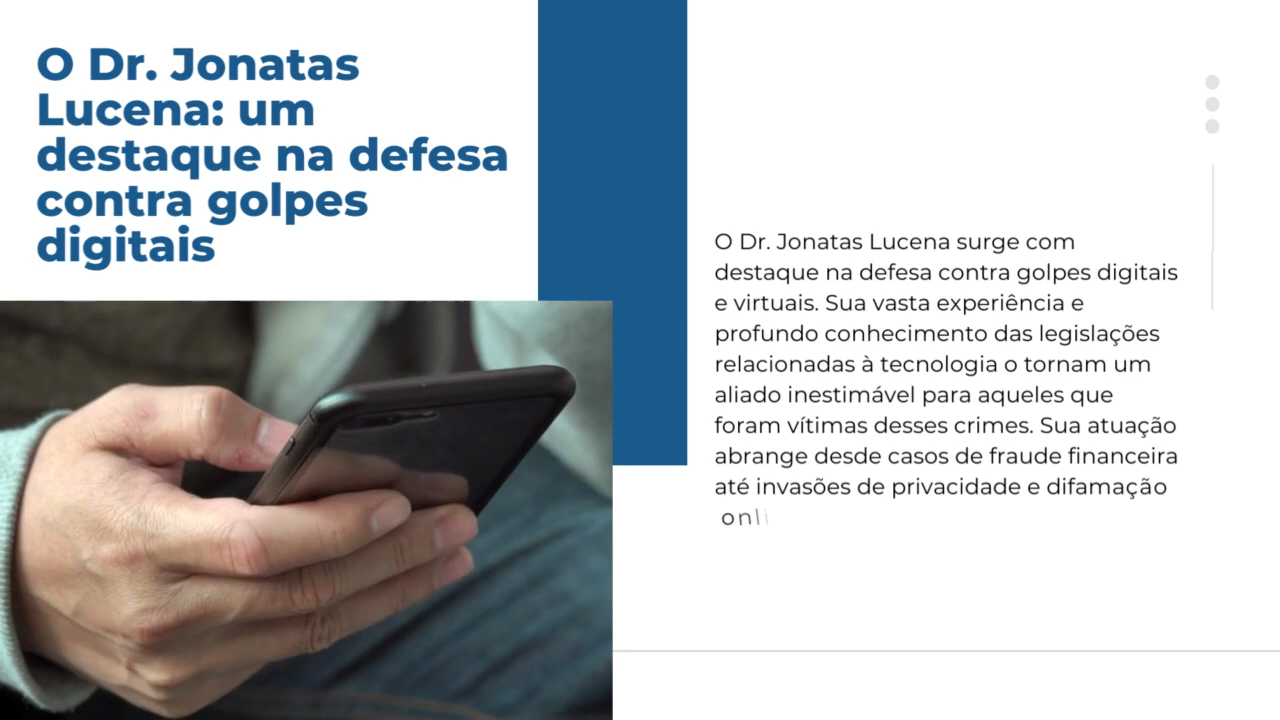 O Dr. Jonatas
Lucena: um
destaque na defesa
contra golpes
digitais
O Dr. Jonatas Lucena surge com
destaque na defesa contra golpes digitais
e virtuais. Sua vasta experiência e
profundo conhecimento das legislações
relacionadas à tecnologia o tornam um
aliado inestimável para aqueles que
foram vítimas desses crimes. Sua atuação
abrange desde casos de fraude financeira
até invasões de privacidade e difamação
onli